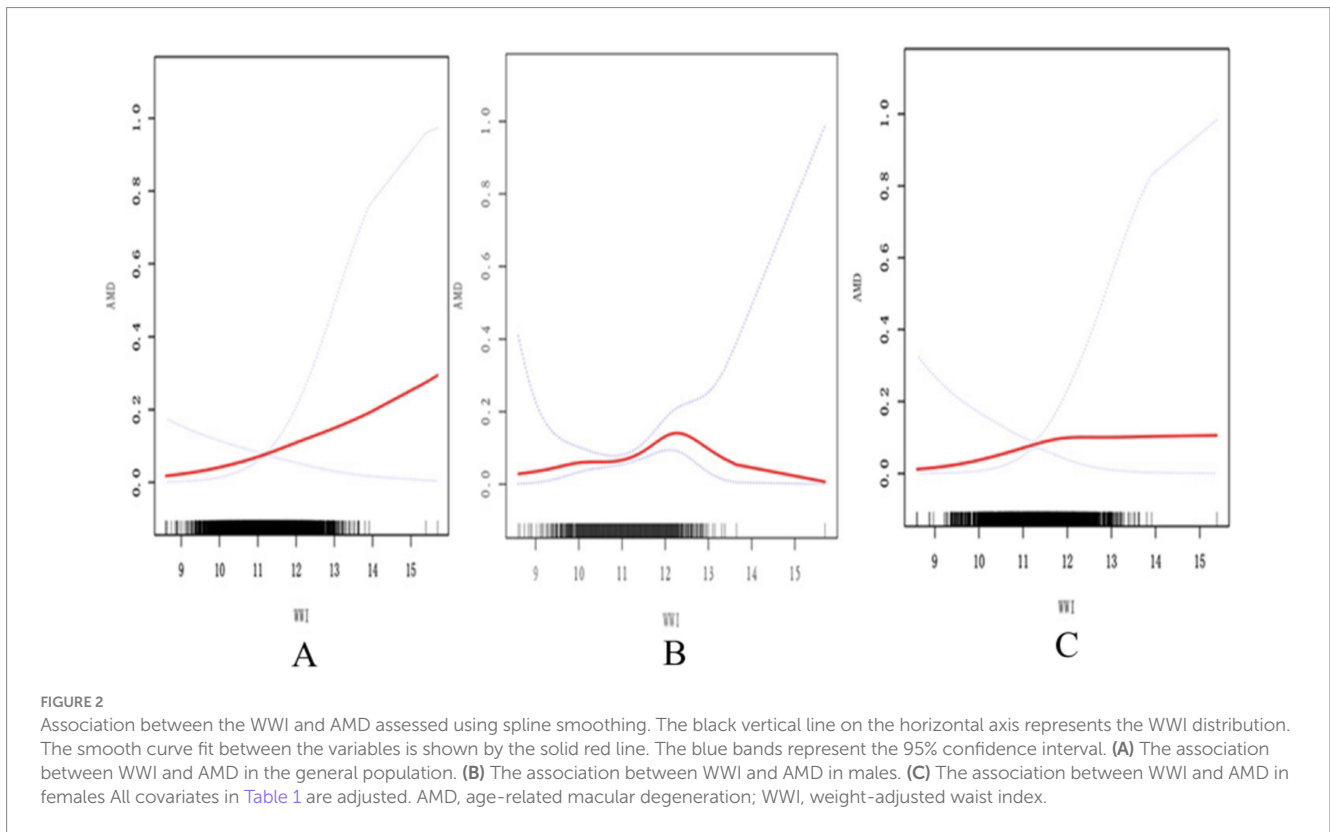 1.0
0.8
0.6
0.4
0.2
0.0
AMD
9 10 11 12 13 14 15
WWI
A
1.0
0.8
0.6
0.4
0.2
0.0
AMD
9 10 11 12 13 14 15
WWI
B
1.0
0.8
0.6
0.4
0.2
0.0
AMD
9 10 11 12 13 14 15
WWI
C
FIGURE 2
Association between the WWI and AMD assessed using spline smoothing. The black vertical line on the horizontal axis represents the WWI distribution.
The smooth curve fit between the variables is shown by the solid red line. The blue bands represent the 95% confidence interval. (A) The association
between WWI and AMD in the general population. (B) The association between WWI and AMD in males. (C) The association between WWI and AMD in
females All covariates in Table 1 are adjusted. AMD, age-related macular degeneration; WWI, weight-adjusted waist index.